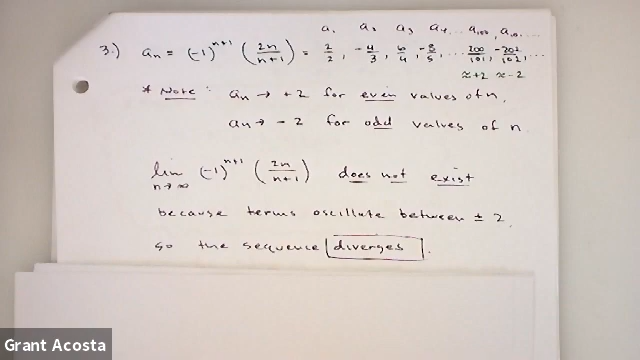 a₁ a₂ a₃ a₄ ... a₁₀₀, a₁₀₁ ...
3.) aₙ = (-1)ⁿ⁺¹ (2n/(n+1)) = 2/2, -4/3, 6/4, -8/5, ... 200/101, -202/102, ...
≈+2 ≈-2
* Note: aₙ → +2 for even values of n,
aₙ → -2 for odd values of n
lim n→∞ (-1)ⁿ⁺¹ (2n/(n+1)) does not exist
because terms oscillate between ± 2,
so the sequence diverges.
Grant Acosta